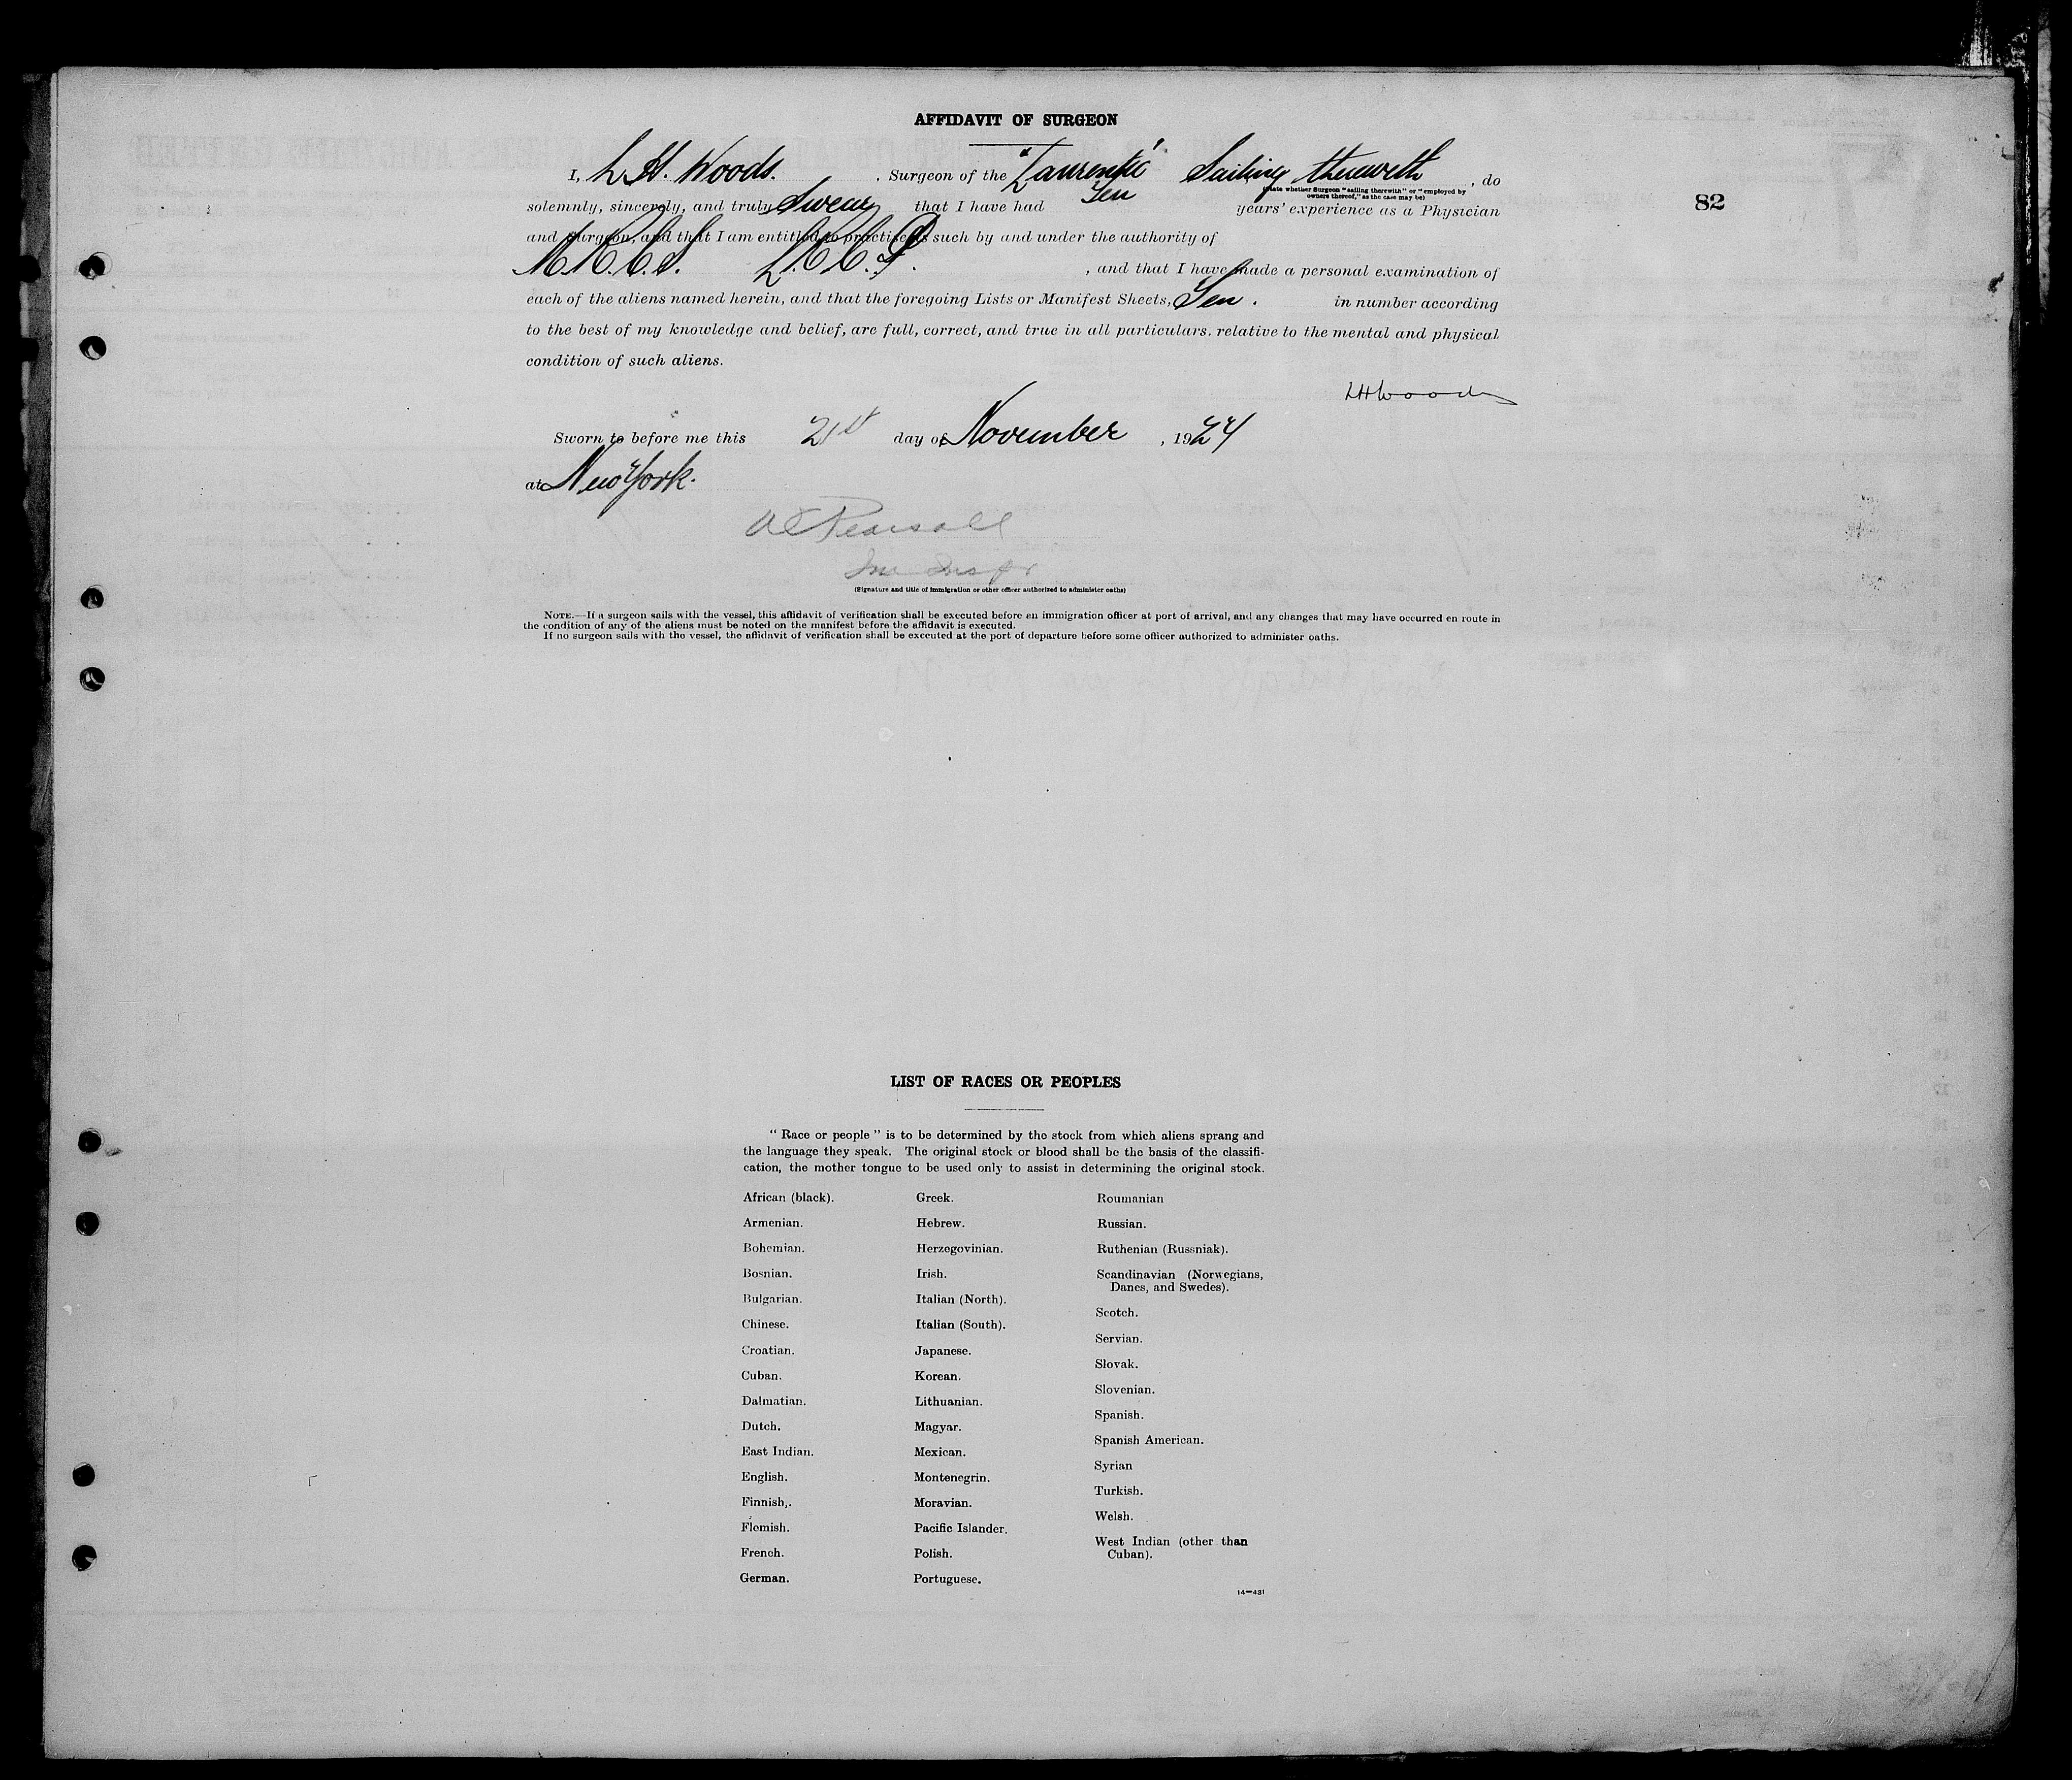 AFFIDAVIT OF SURGEON
I, L H. Woods. , Surgeon of the "Laurentic" Sailing therewith , do
(State whether Surgeon "sailing therewith" or "employed by
owners thereof," as the case may be)
solemnly, sincerely, and truly Swear that I have had Ten years' experience as a Physician
82
and Surgeon, and that I am entitled to practise as such by and under the authority of
M.R.C.S. L.R.C.P. , and that I have made a personal examination of
each of the aliens named herein, and that the foregoing Lists or Manifest Sheets, Ten . in number according
to the best of my knowledge and belief, are full, correct, and true in all particulars. relative to the mental and physical
condition of such aliens.
LHWoods
Sworn to before me this 21st day of November , 1924
at New York.
Pearsall
Imm Inspr
(Signature and title of immigration or other officer authorized to administer oaths)
NOTE.—If a surgeon sails with the vessel, this affidavit of verification shall be executed before an immigration officer at port of arrival, and any changes that may have occurred en route in
the condition of any of the aliens must be noted on the manifest before the affidavit is executed.
If no surgeon sails with the vessel, the affidavit of verification shall be executed at the port of departure before some officer authorized to administer oaths.
LIST OF RACES OR PEOPLES
" Race or people " is to be determined by the stock from which aliens sprang and
the language they speak. The original stock or blood shall be the basis of the classifi-
cation, the mother tongue to be used only to assist in determining the original stock.
African (black).
Armenian.
Bohemian.
Bosnian.
Bulgarian.
Chinese.
Croatian.
Cuban.
Dalmatian.
Dutch.
East Indian.
English.
Finnish,.
Flemish.
French.
German.
Greek.
Hebrew.
Herzegovinian.
Irish.
Italian (North).
Italian (South).
Japanese.
Korean.
Lithuanian.
Magyar.
Mexican.
Montenegrin.
Moravian.
Pacific Islander.
Polish.
Portuguese.
Roumanian
Russian.
Ruthenian (Russniak).
Scandinavian (Norwegians,
Danes, and Swedes).
Scotch.
Servian.
Slovak.
Slovenian.
Spanish.
Spanish American.
Syrian
Turkish.
Welsh.
West Indian (other than
Cuban).
14—431